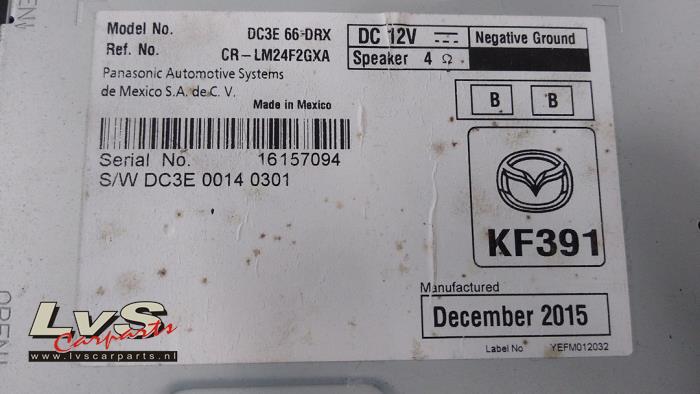 Model No. DC3E 66-DRX
Ref. No. CR-LM24F2GXA
DC 12V Negative Ground
Speaker 4 Ω
Panasonic Automotive Systems
de Mexico S.A. de C. V.
Made in Mexico
B B
Serial No. 16157094
S/W DC3E 0014 0301
KF391
Manufactured
December 2015
Label No YEFM012032
OPEN
LvS
Carparts
www.lvscarparts.nl